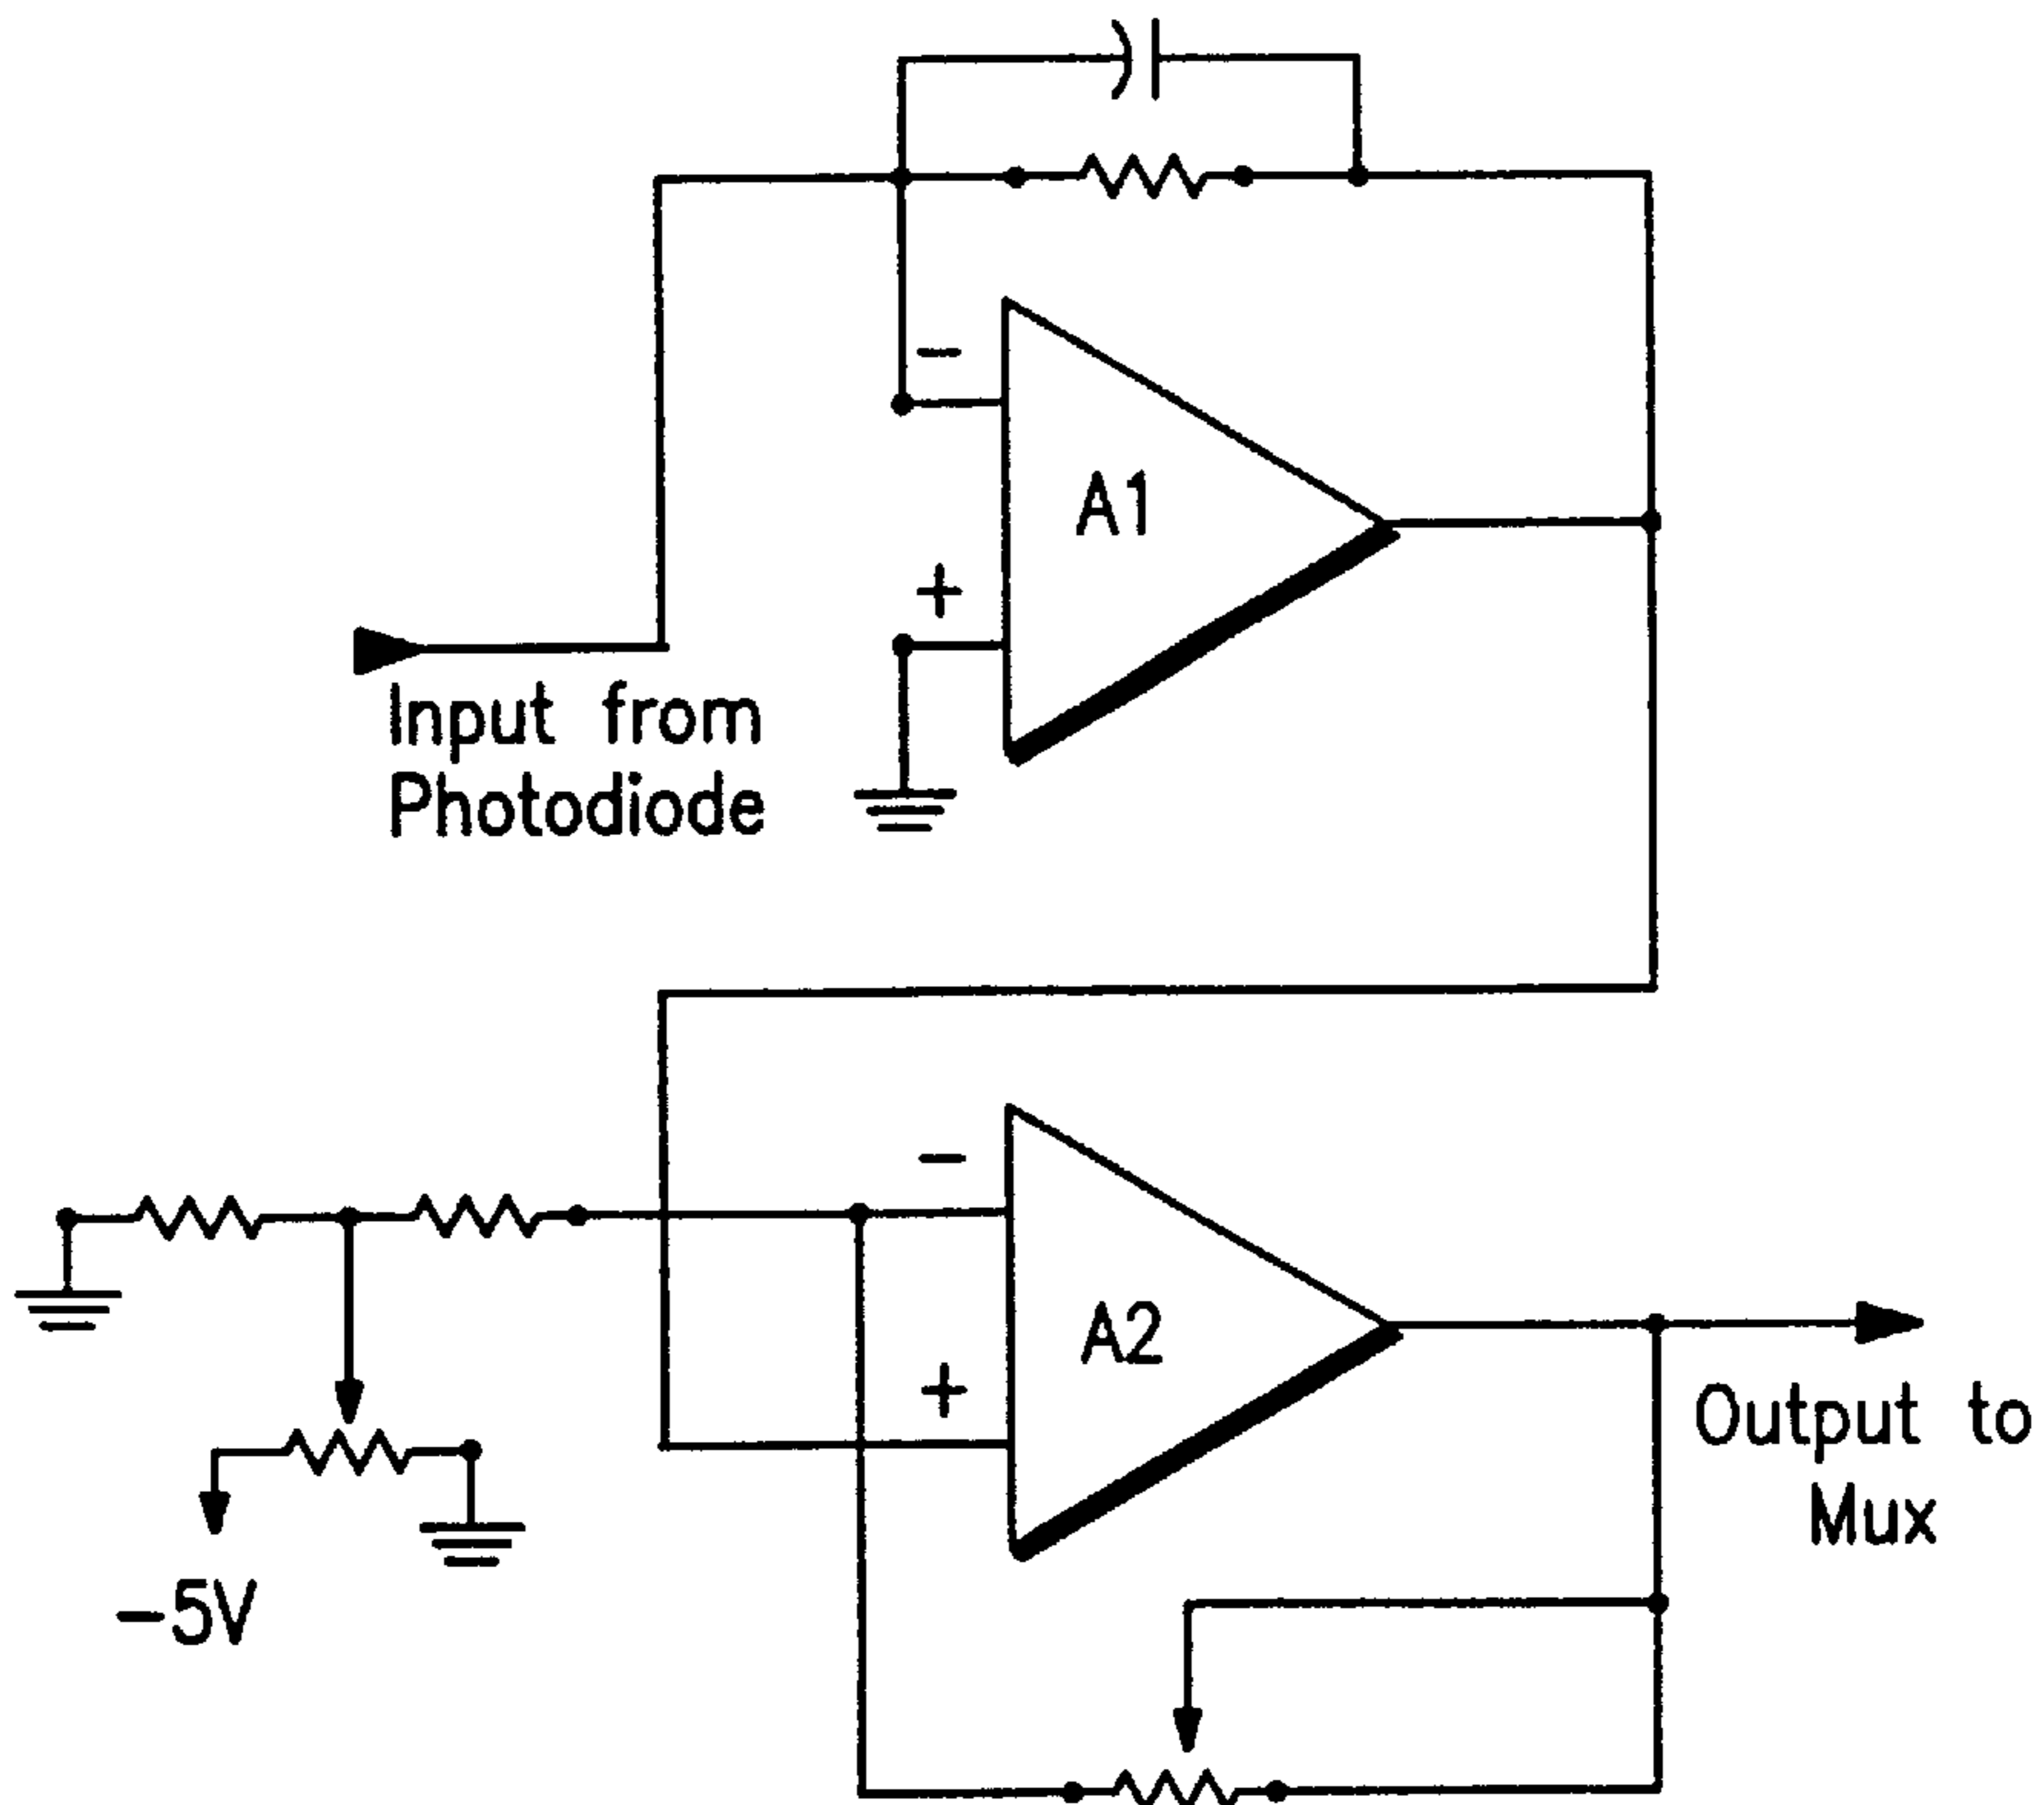 -
A1
+
Input from
Photodiode
-
A2
+
Output to
Mux
-5V